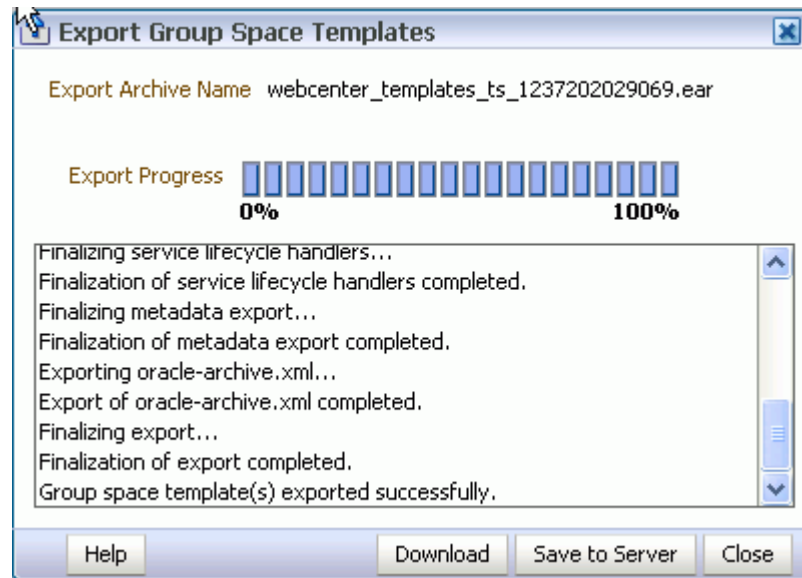 Export Group Space Templates
Export Archive Name webcenter_templates_ts_1237202029069.ear
Export Progress
0% 100%
Finalizing service lifecycle handlers...
Finalization of service lifecycle handlers completed.
Finalizing metadata export...
Finalization of metadata export completed.
Exporting oracle-archive.xml...
Export of oracle-archive.xml completed.
Finalizing export...
Finalization of export completed.
Group space template(s) exported successfully.
Help Download Save to Server Close